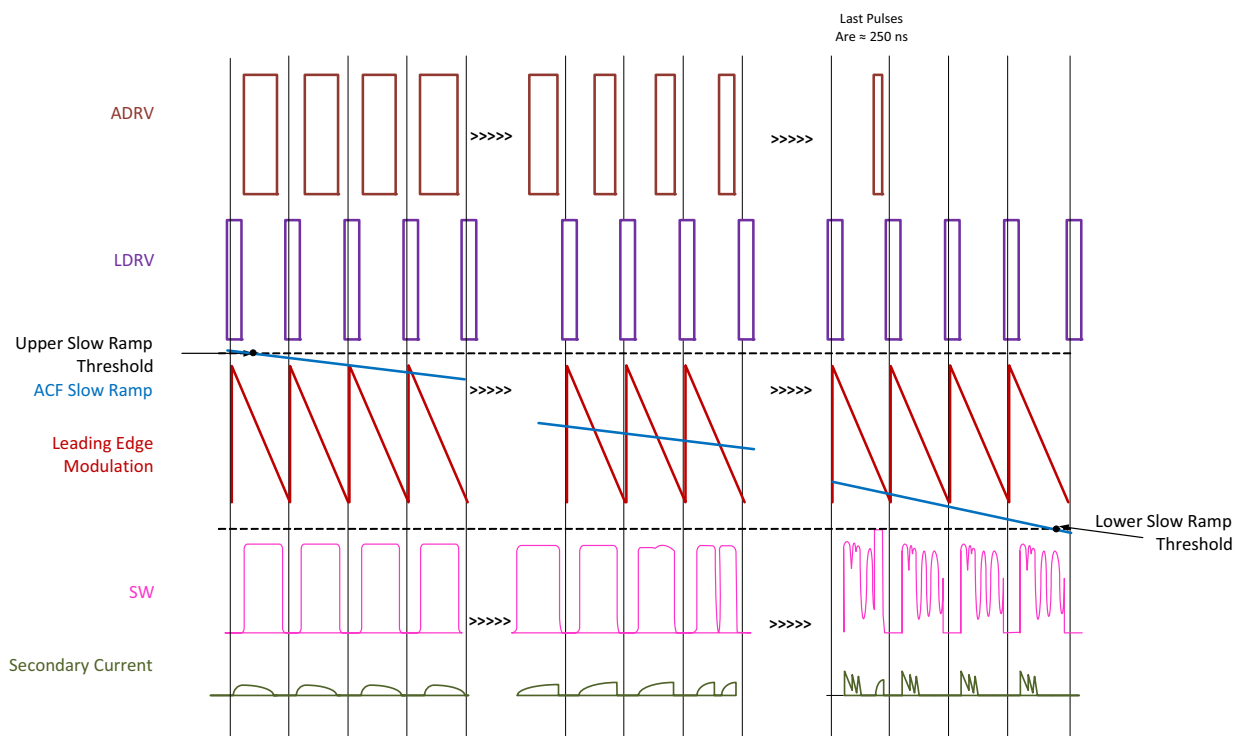 Last Pulses
Are ≈ 250 ns
ADRV
>>>>>
>>>>>
LDRV
Upper Slow Ramp
Threshold
ACF Slow Ramp
>>>>>
>>>>>
Leading Edge
Modulation
Lower Slow Ramp
Threshold
SW
>>>>>
>>>>>
Secondary Current